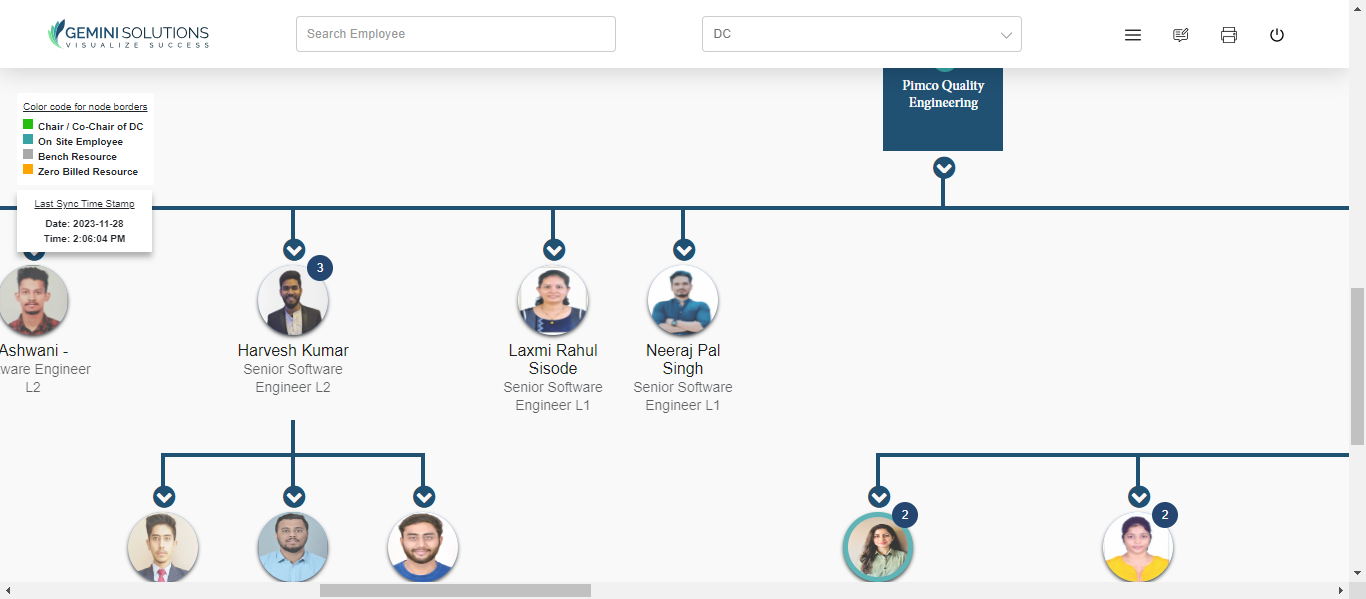 GEMINI SOLUTIONS
VISUALIZE SUCCESS
Search Employee
DC
Pimco Quality
Engineering
Color code for node borders
Chair / Co-Chair of DC
On Site Employee
Bench Resource
Zero Billed Resource
Last Sync Time Stamp
Date: 2023-11-28
Time: 2:06:04 PM
3
Ashwani -
ware Engineer
L2
Harvesh Kumar
Senior Software
Engineer L2
Laxmi Rahul
Sisode
Senior Software
Engineer L1
Neeraj Pal
Singh
Senior Software
Engineer L1
2
2